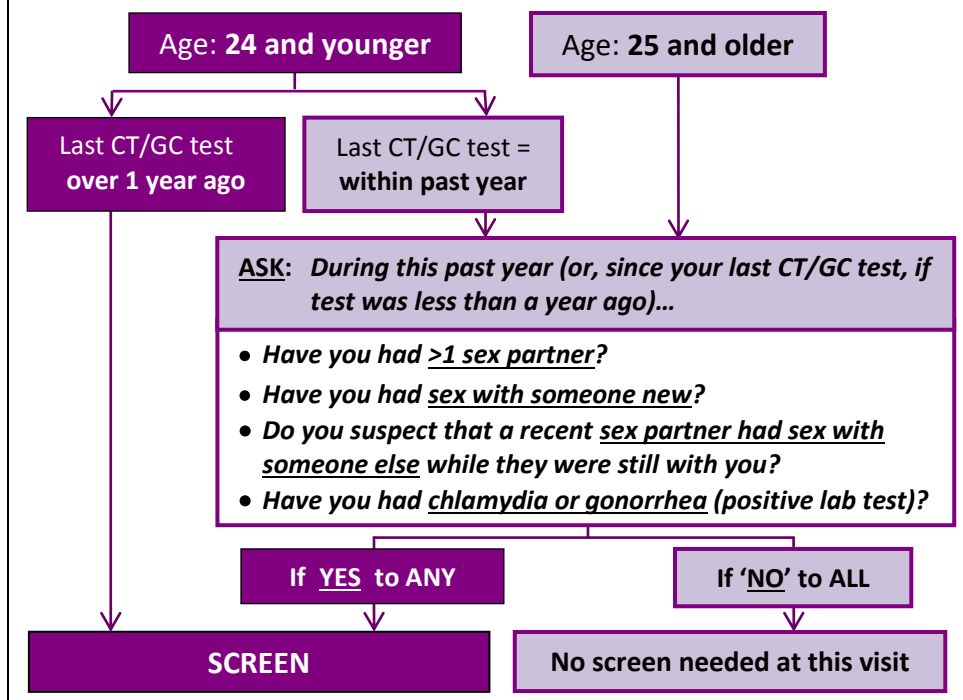 Age: 24 and younger
Age: 25 and older
Last CT/GC test
over 1 year ago
Last CT/GC test =
within past year
ASK: During this past year (or, since your last CT/GC test, if
test was less than a year ago)…
• Have you had >1 sex partner?
• Have you had sex with someone new?
• Do you suspect that a recent sex partner had sex with
someone else while they were still with you?
• Have you had chlamydia or gonorrhea (positive lab test)?
If YES to ANY
If ‘NO’ to ALL
SCREEN
No screen needed at this visit